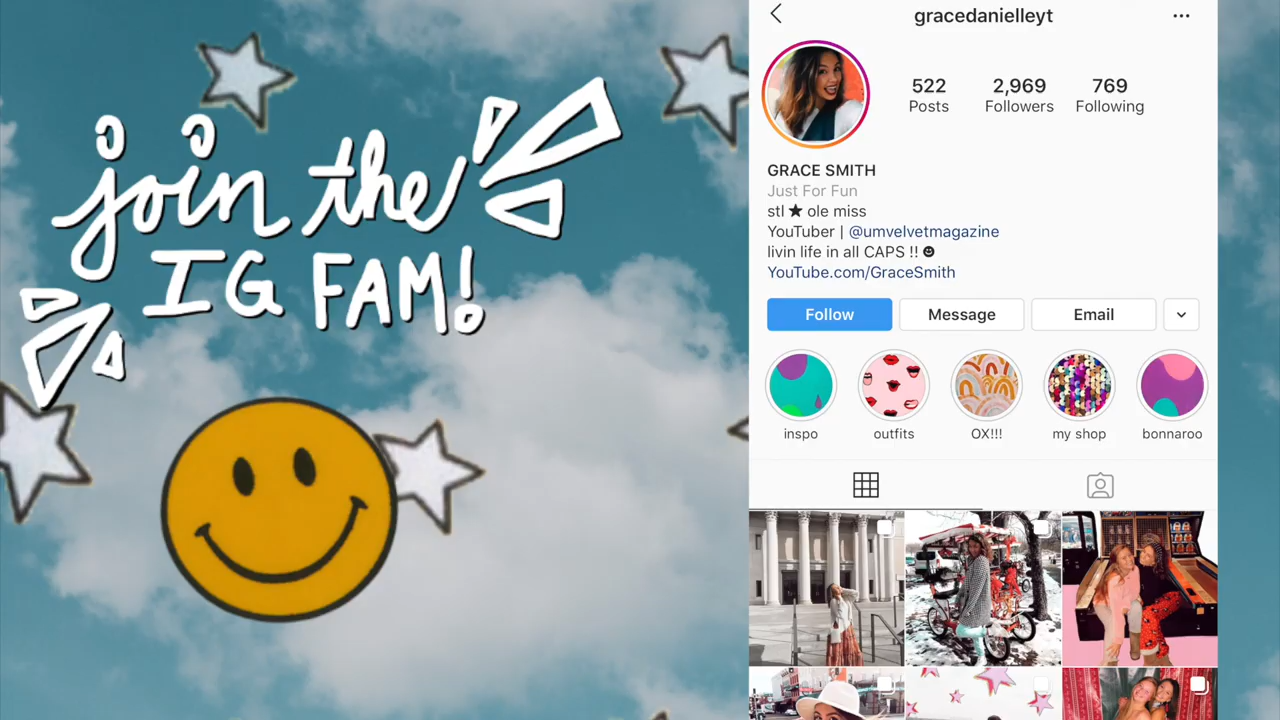 join the
IG FAM!
gracedanielleyt
522 2,969 769
Posts Followers Following
GRACE SMITH
Just For Fun
stl ★ ole miss
YouTuber | @umvelvetmagazine
livin life in all CAPS !! ☻
YouTube.com/GraceSmith
Follow Message Email
inspo outfits OX!!! my shop bonnaroo